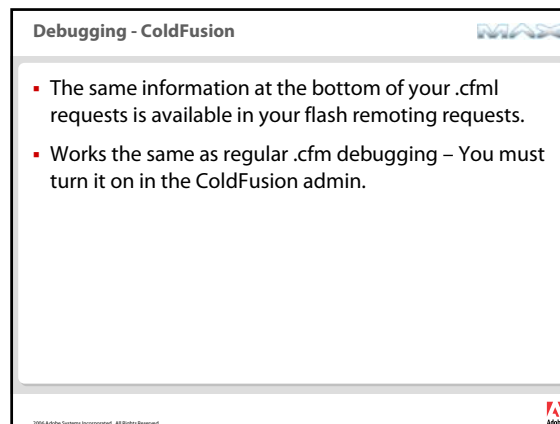 Debugging - ColdFusion
MAX
▪ The same information at the bottom of your .cfml
requests is available in your flash remoting requests.
▪ Works the same as regular .cfm debugging – You must
turn it on in the ColdFusion admin.
2006 Adobe Systems Incorporated. All Rights Reserved.
Adobe